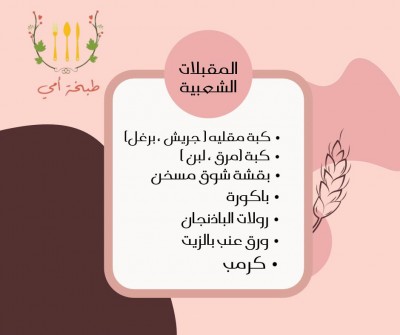 طبخة أمي
المقبلات
الشعبية
• كبة مقليه ( جريش ، برغل)
• كبة (مرق ، لبن )
• بقشة شوق مسخن
• باكورة
• رولات الباذنجان
• ورق عنب بالزيت
• كرمب